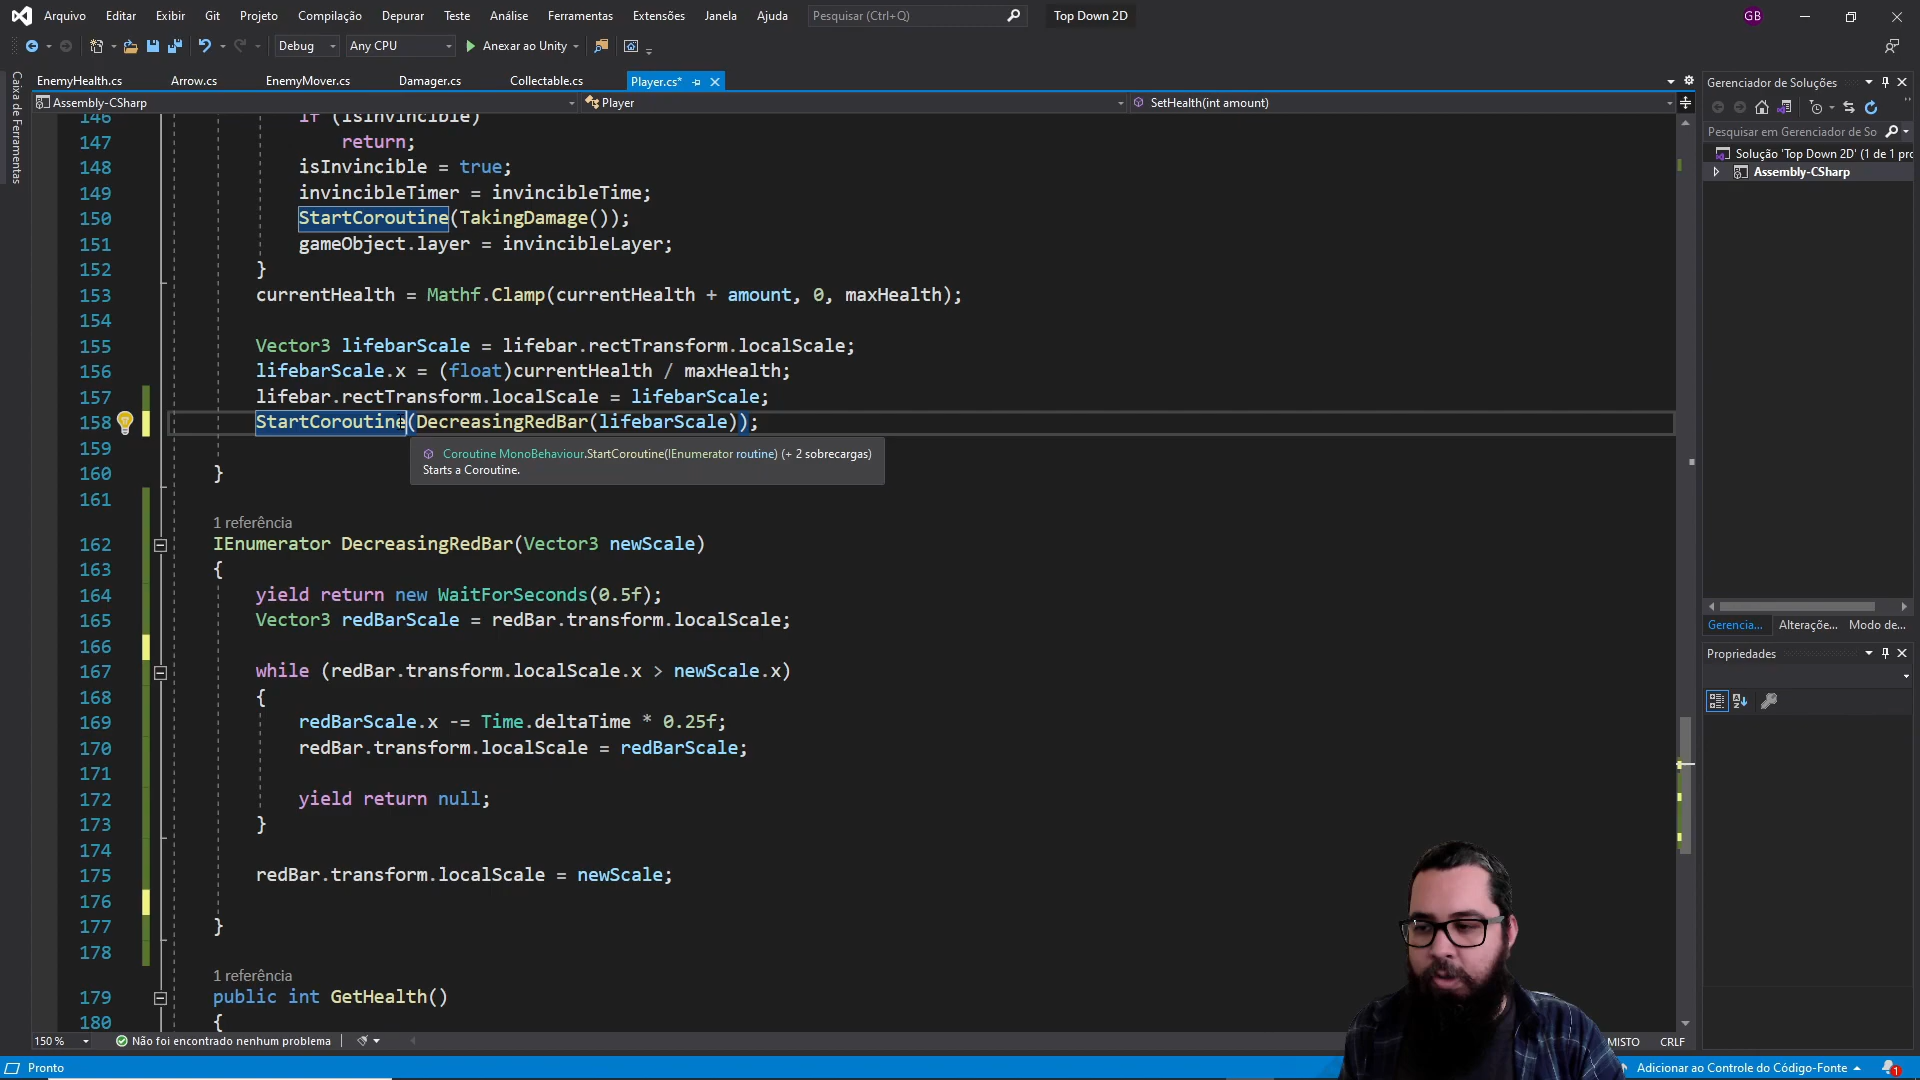 Arquivo Editar Exibir Git Projeto Compilação Depurar Teste Análise Ferramentas Extensões Janela Ajuda Pesquisar (Ctrl+Q) Top Down 2D GB
Debug Any CPU Anexar ao Unity
EnemyHealth.cs Arrow.cs EnemyMover.cs Damager.cs Collectable.cs Player.cs*
Assembly-CSharp Player SetHealth(int amount)
Caixa de Ferramentas
146 if (isInvincible)
147 return;
148 isInvincible = true;
149 invincibleTimer = invincibleTime;
150 StartCoroutine(TakingDamage());
151 gameObject.layer = invincibleLayer;
152 }
153 currentHealth = Mathf.Clamp(currentHealth + amount, 0, maxHealth);
154
155 Vector3 lifebarScale = lifebar.rectTransform.localScale;
156 lifebarScale.x = (float)currentHealth / maxHealth;
157 lifebar.rectTransform.localScale = lifebarScale;
158 StartCoroutine(DecreasingRedBar(lifebarScale));
159
Coroutine MonoBehaviour.StartCoroutine(IEnumerator routine) (+ 2 sobrecargas)
Starts a Coroutine.
160 }
161
1 referência
162 IEnumerator DecreasingRedBar(Vector3 newScale)
163 {
164 yield return new WaitForSeconds(0.5f);
165 Vector3 redBarScale = redBar.transform.localScale;
166
167 while (redBar.transform.localScale.x > newScale.x)
168 {
169 redBarScale.x -= Time.deltaTime * 0.25f;
170 redBar.transform.localScale = redBarScale;
171
172 yield return null;
173 }
174
175 redBar.transform.localScale = newScale;
176
177 }
178
1 referência
179 public int GetHealth()
180 {
150 % Não foi encontrado nenhum problema MISTO CRLF
Pronto Adicionar ao Controle do Código-Fonte 1
Gerenciador de Soluções
Pesquisar em Gerenciador de So
Solução 'Top Down 2D' (1 de 1 pro
Assembly-CSharp
Gerencia... Alteraçõe... Modo de...
Propriedades